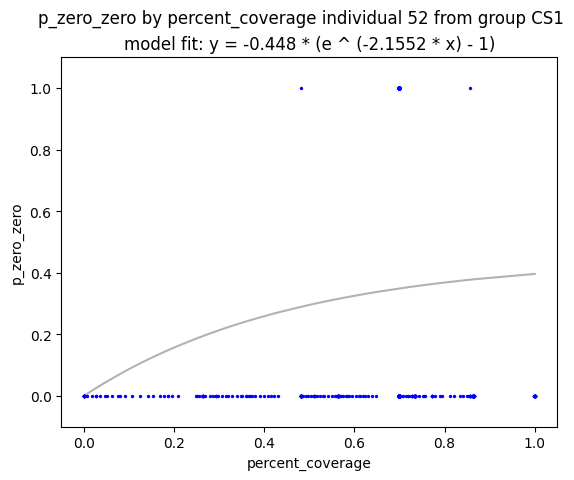 p_zero_zero by percent_coverage individual 52 from group CS1
model fit: y = -0.448 * (e ^ (-2.1552 * x) - 1)
1.0
0.8
0.6
0.4
0.2
0.0
p_zero_zero
0.0 0.2 0.4 0.6 0.8 1.0
percent_coverage